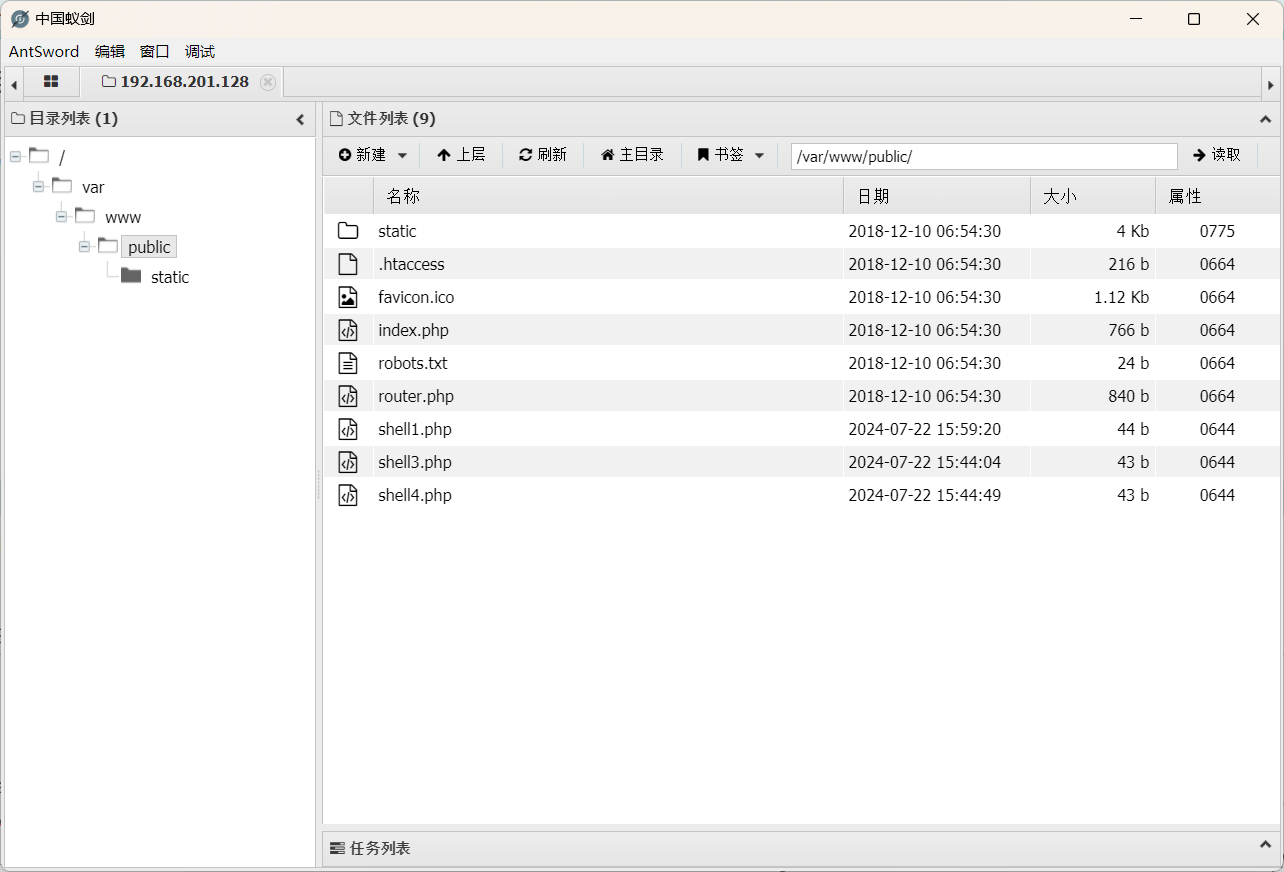 中国蚁剑
AntSword 编辑 窗口 调试
192.168.201.128
目录列表 (1)
/
var
www
public
static
文件列表 (9)
新建 上层 刷新 主目录 书签 /var/www/public/ 读取
名称 日期 大小 属性
static 2018-12-10 06:54:30 4 Kb 0775
.htaccess 2018-12-10 06:54:30 216 b 0664
favicon.ico 2018-12-10 06:54:30 1.12 Kb 0664
index.php 2018-12-10 06:54:30 766 b 0664
robots.txt 2018-12-10 06:54:30 24 b 0664
router.php 2018-12-10 06:54:30 840 b 0664
shell1.php 2024-07-22 15:59:20 44 b 0644
shell3.php 2024-07-22 15:44:04 43 b 0644
shell4.php 2024-07-22 15:44:49 43 b 0644
任务列表